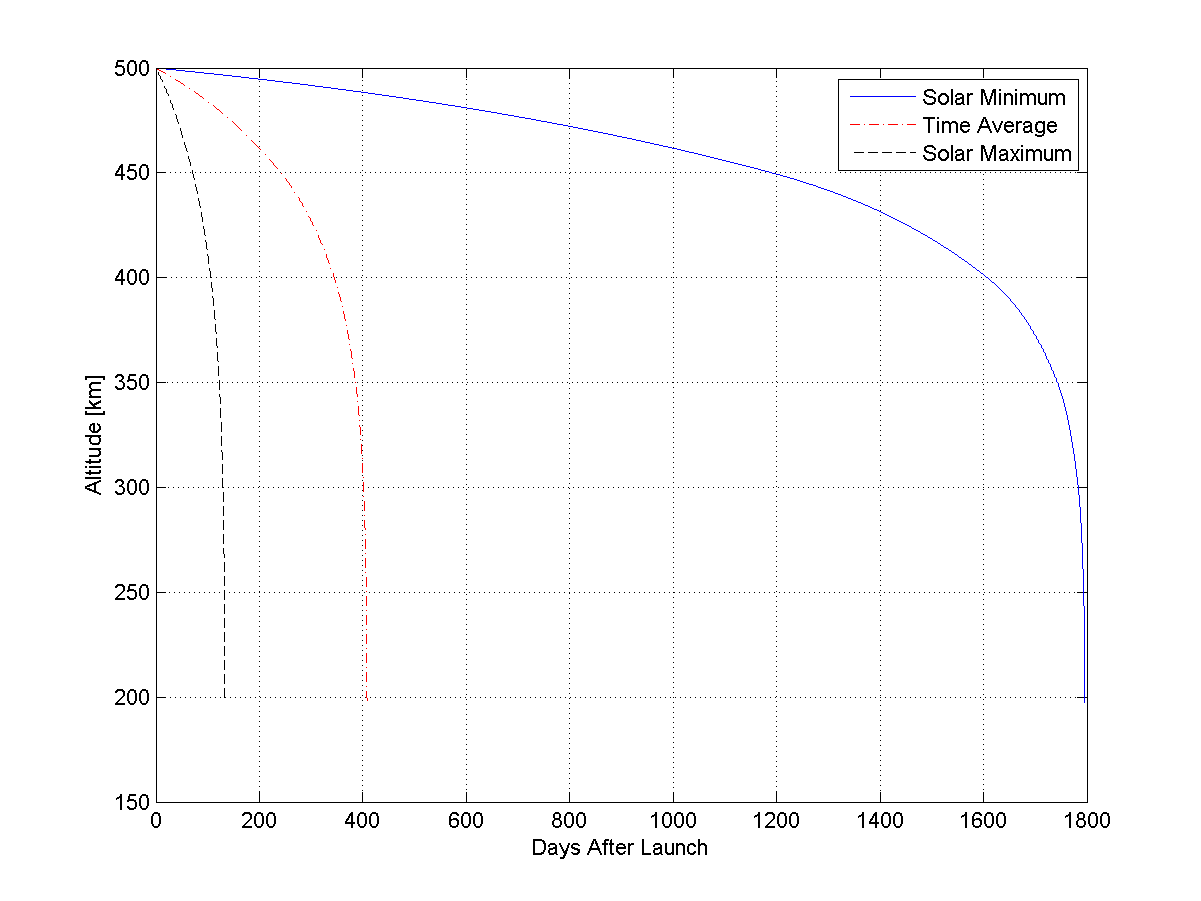 500
450
400
350
300
250
200
150
Altitude [km]
Solar Minimum
Time Average
Solar Maximum
0 200 400 600 800 1000 1200 1400 1600 1800
Days After Launch